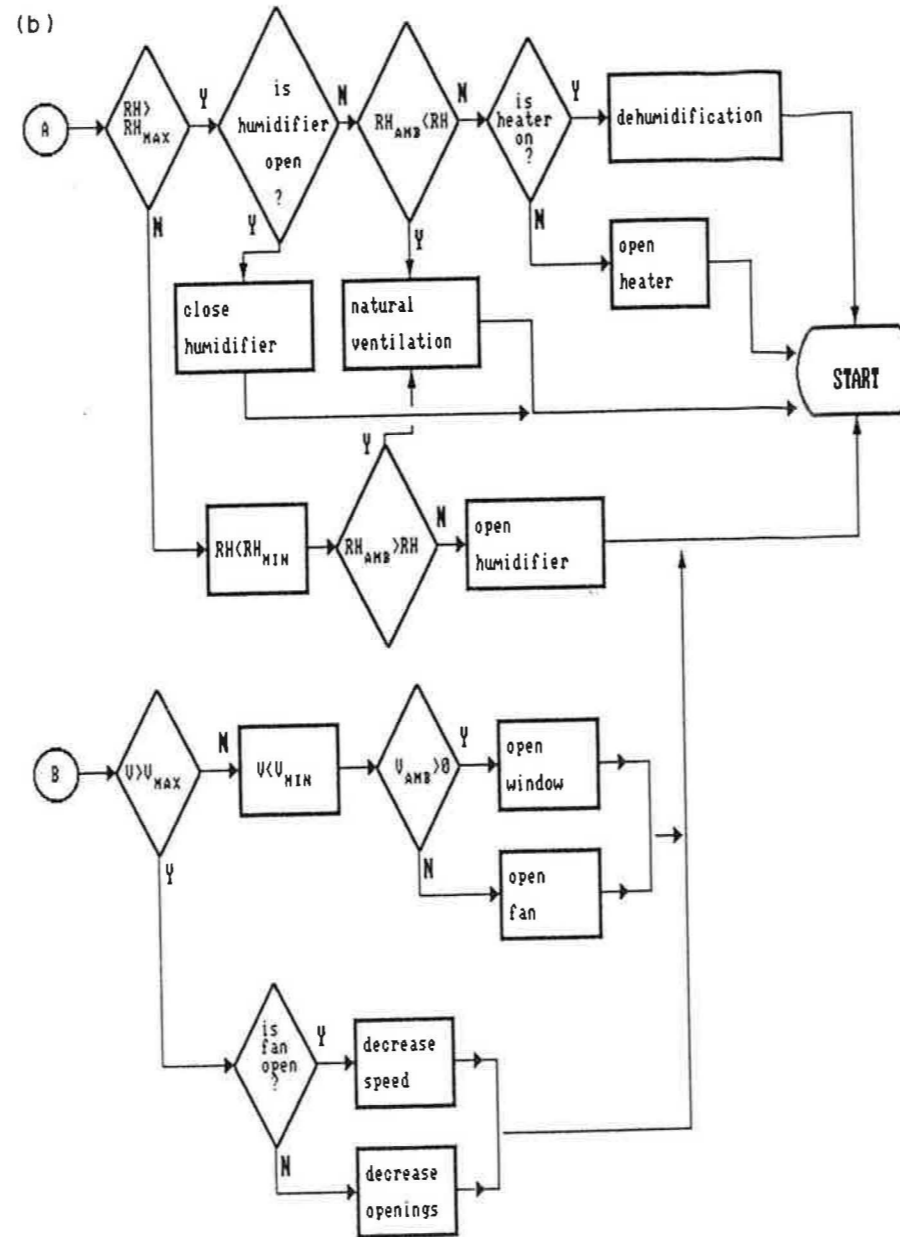 (b)
A
RH>
RH_MAX
Y
is
humidifier
open
?
N
RH_AMB<RH
N
is
heater
on
?
Y
dehumidification
N
Y
Y
N
open
heater
close
humidifier
natural
ventilation
START
Y
RH<RH_MIN
RH_AMB>RH
N
open
humidifier
B
V>V_MAX
N
V<V_MIN
V_AMB>0
Y
open
window
Y
N
open
fan
is
fan
open
?
Y
decrease
speed
N
decrease
openings